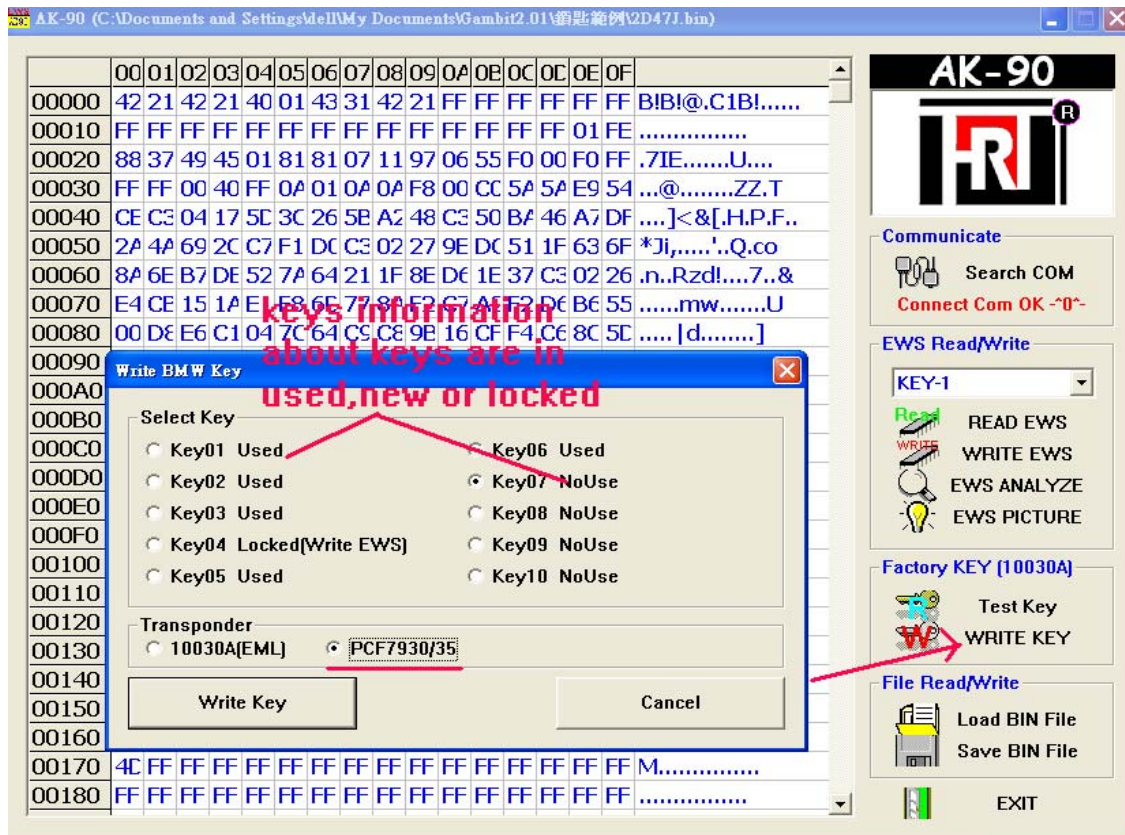 AK-90 (C:\Documents and Settings\dell\My Documents\Gambit2.01\鎖匙範例\2D47J.bin)
00 01 02 03 04 05 06 07 08 09 0A 0B 0C 0D 0E 0F
00000 42 21 42 21 40 01 43 31 42 21 FF FF FF FF FF FF B!B!@.C1B!......
00010 FF FF FF FF FF FF FF FF FF FF FF FF FF FF 01 FE ................
00020 88 37 49 45 01 81 81 07 11 97 06 55 F0 00 F0 FF .7IE.......U....
00030 FF FF 00 40 FF 0A 01 0A 0A F8 00 CC 5A 5A E9 54 ...@........ZZ.T
00040 CE C3 04 17 5D 3C 26 5B A2 48 C3 50 BA 46 A7 DF ....]<&[.H.P.F..
00050 2A 4A 69 2C C7 F1 DC C3 02 27 9E DC 51 1F 63 6F *Ji,.....'..Q.co
00060 8A 6E B7 DE 52 7A 64 21 1F 8E D6 1E 37 C3 02 26 .n..Rzd!....7..&
00070 E4 CE 15 1A B6 55 .....mw.......U
00080 00 D8 E6 C1 04 7C 64 C9 C8 9B 16 CF F4 C6 8C 5D .....|d........]
keys information
about keys are in
used,new or locked
00090
000A0
000B0
000C0
000D0
000E0
000F0
00100
00110
00120
00130
00140
00150
00160
00170 4D FF FF FF FF FF FF FF FF FF FF FF FF FF FF FF M...............
00180 FF FF FF FF FF FF FF FF FF FF FF FF FF FF FF FF ................
Write BMW Key
Select Key
Key01 Used
Key02 Used
Key03 Used
Key04 Locked(Write EWS)
Key05 Used
Key06 Used
Key07 NoUse
Key08 NoUse
Key09 NoUse
Key10 NoUse
Transponder
10030A(EML)
PCF7930/35
Write Key
Cancel
AK-90
HRT
R
Communicate
Search COM
Connect Com OK -^0^-
EWS Read/Write
KEY-1
Read
READ EWS
WRITE
WRITE EWS
EWS ANALYZE
EWS PICTURE
Factory KEY (10030A)
R
Test Key
W
WRITE KEY
File Read/Write
Load BIN File
Save BIN File
EXIT